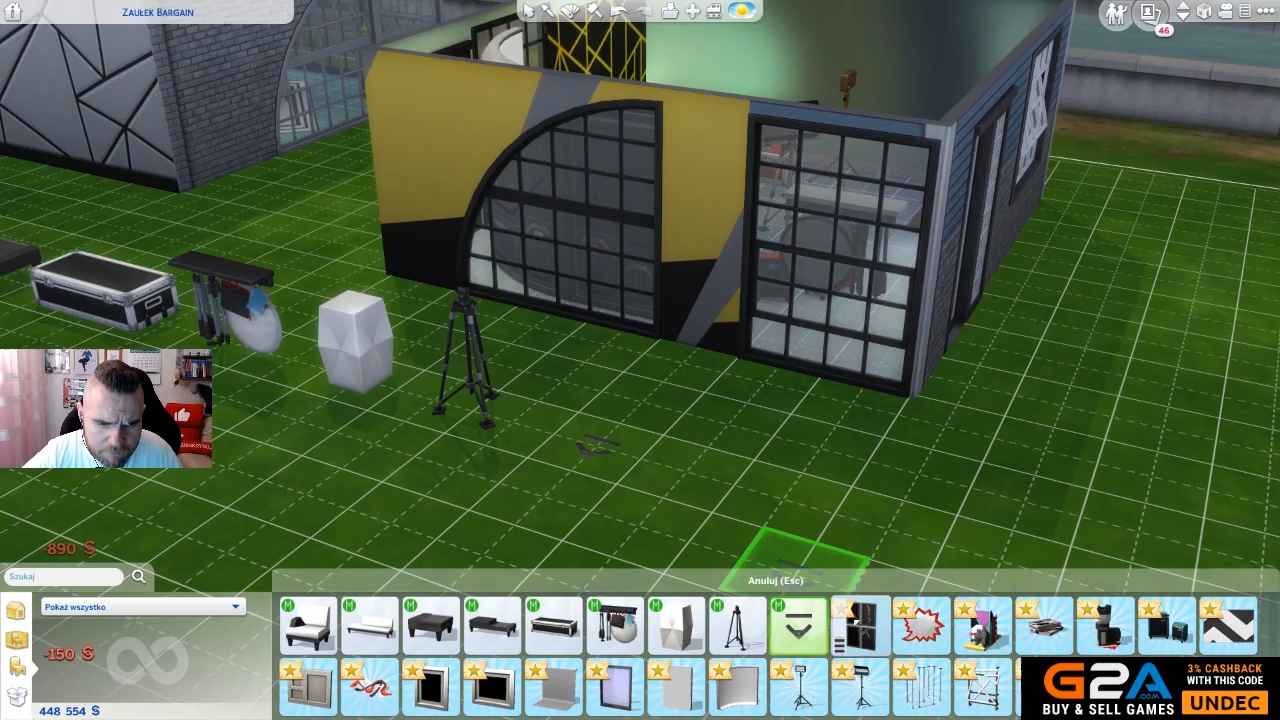 ZAUŁEK BARGAIN
46
-890 $
Szukaj
Anuluj (Esc)
Pokaż wszystko
-150 $
448 554 $
M
M
M
M
M
M
M
M
M
G2A
.COM
BUY & SELL GAMES
3% CASHBACK
WITH THIS CODE
UNDEC